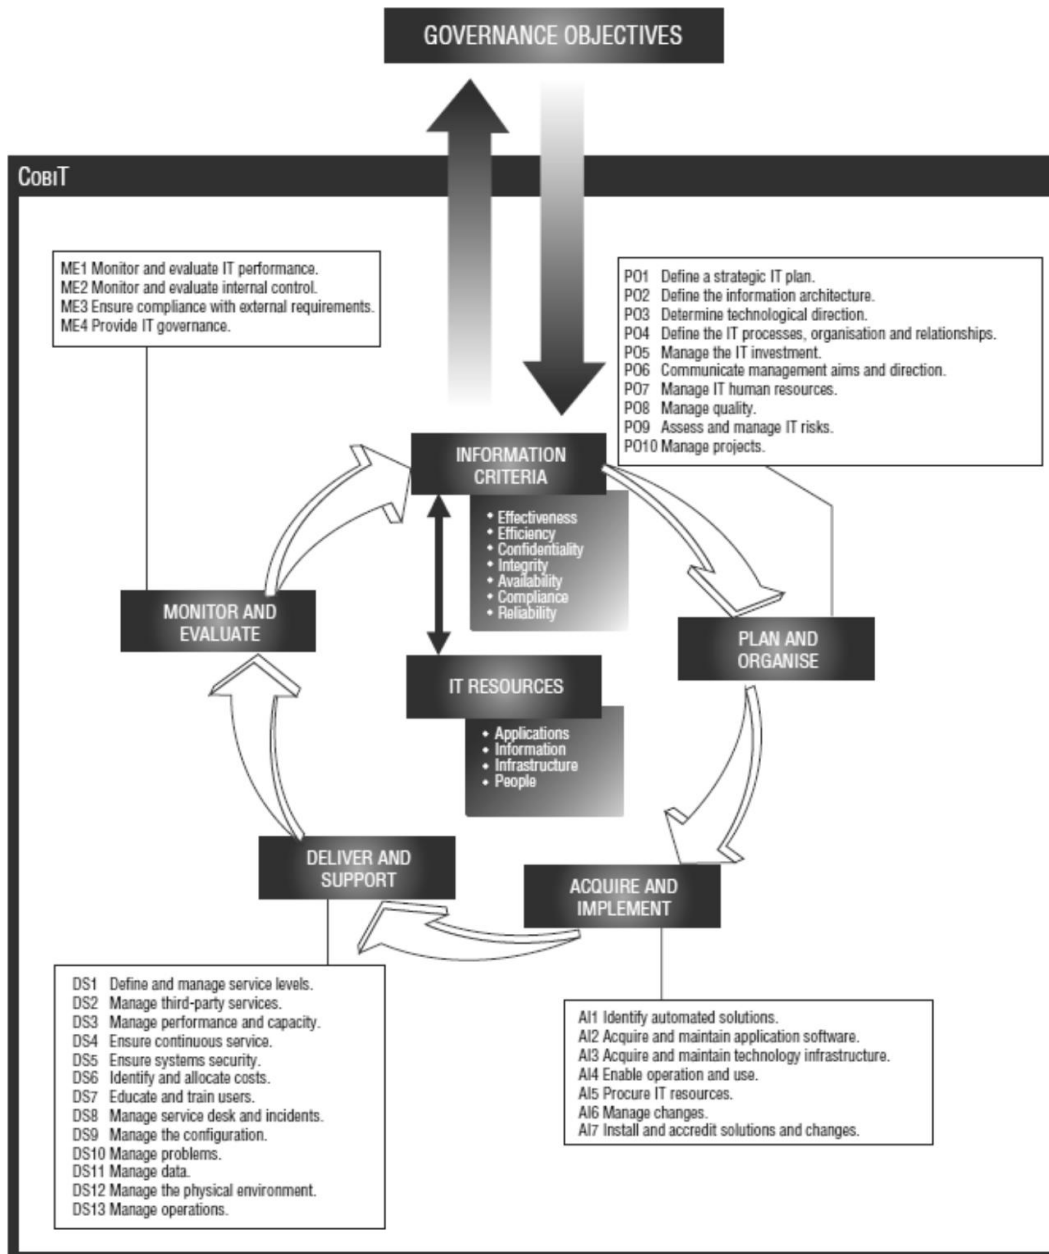 GOVERNANCE OBJECTIVES
COBIT
ME1 Monitor and evaluate IT performance.
ME2 Monitor and evaluate internal control.
ME3 Ensure compliance with external requirements.
ME4 Provide IT governance.
PO1 Define a strategic IT plan.
PO2 Define the information architecture.
PO3 Determine technological direction.
PO4 Define the IT processes, organisation and relationships.
PO5 Manage the IT investment.
PO6 Communicate management aims and direction.
PO7 Manage IT human resources.
PO8 Manage quality.
PO9 Assess and manage IT risks.
PO10 Manage projects.
INFORMATION
CRITERIA
• Effectiveness
• Efficiency
• Confidentiality
• Integrity
• Availability
• Compliance
• Reliability
MONITOR AND
EVALUATE
PLAN AND
ORGANISE
IT RESOURCES
• Applications
• Information
• Infrastructure
• People
DELIVER AND
SUPPORT
ACQUIRE AND
IMPLEMENT
DS1 Define and manage service levels.
DS2 Manage third-party services.
DS3 Manage performance and capacity.
DS4 Ensure continuous service.
DS5 Ensure systems security.
DS6 Identify and allocate costs.
DS7 Educate and train users.
DS8 Manage service desk and incidents.
DS9 Manage the configuration.
DS10 Manage problems.
DS11 Manage data.
DS12 Manage the physical environment.
DS13 Manage operations.
AI1 Identify automated solutions.
AI2 Acquire and maintain application software.
AI3 Acquire and maintain technology infrastructure.
AI4 Enable operation and use.
AI5 Procure IT resources.
AI6 Manage changes.
AI7 Install and accredit solutions and changes.